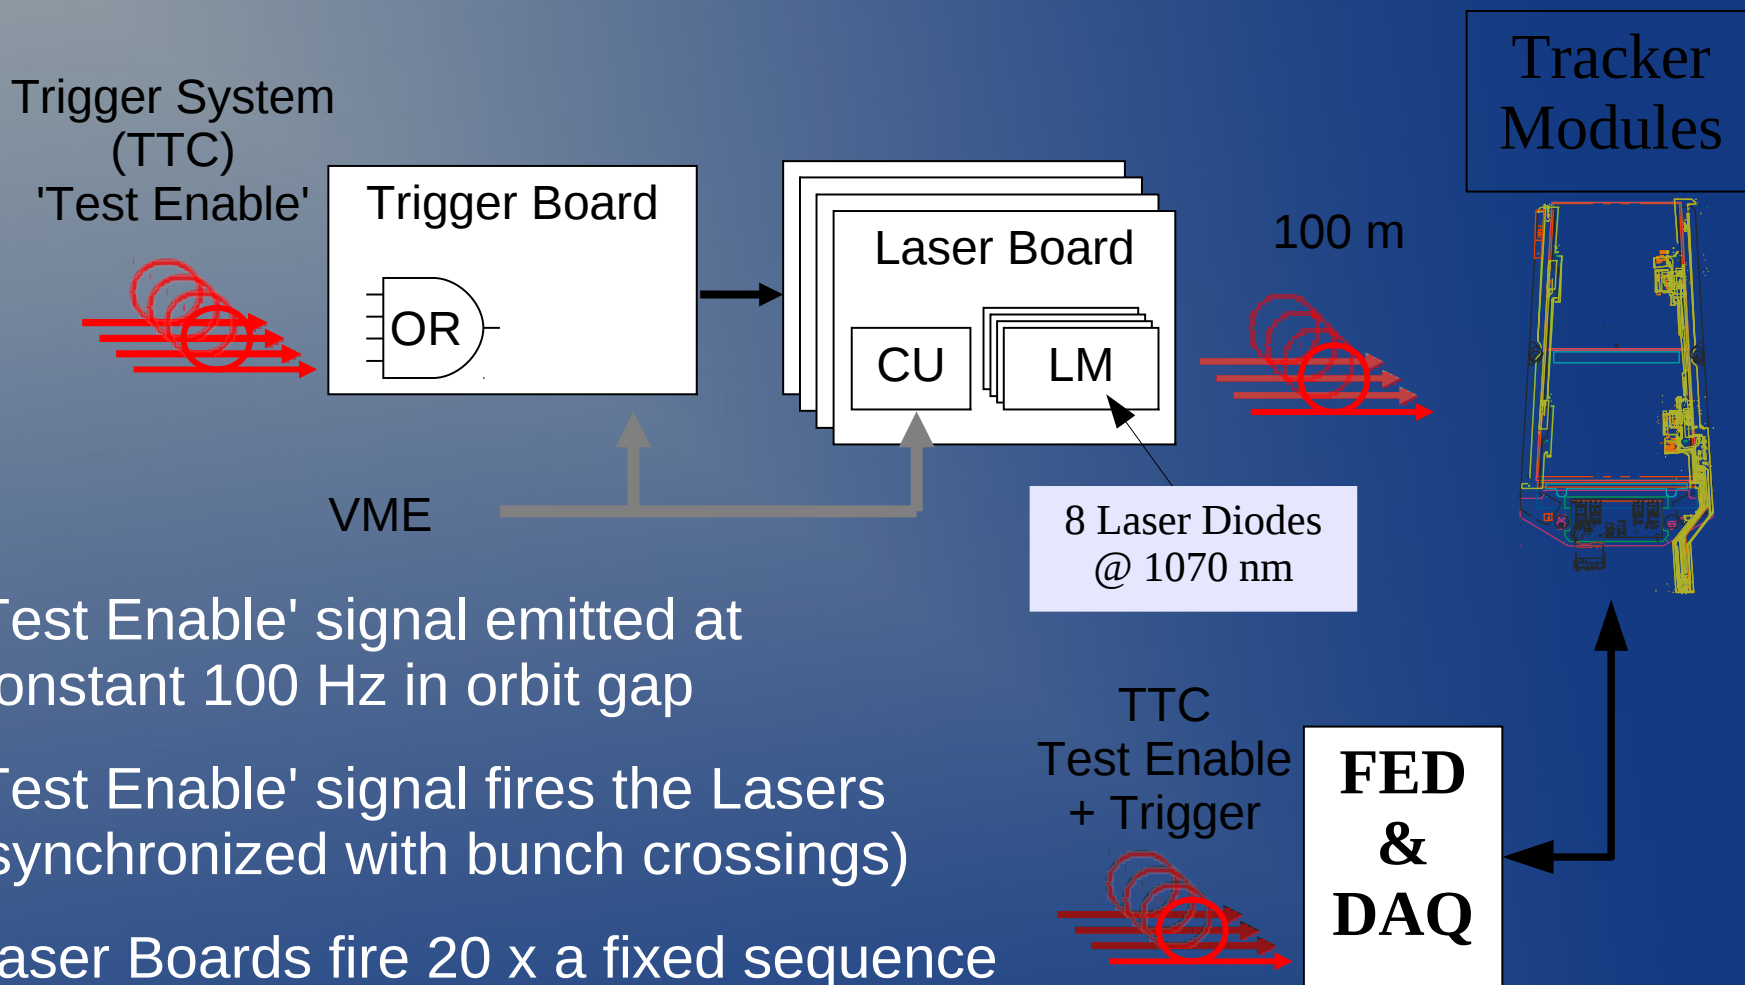 Tracker
Modules
Trigger System
(TTC)
'Test Enable'
Trigger Board
OR
Laser Board
CU
LM
100 m
VME
8 Laser Diodes
@ 1070 nm
Test Enable' signal emitted at
onstant 100 Hz in orbit gap
Test Enable' signal fires the Lasers
synchronized with bunch crossings)
aser Boards fire 20 x a fixed sequence
TTC
Test Enable
+ Trigger
FED
&
DAQ